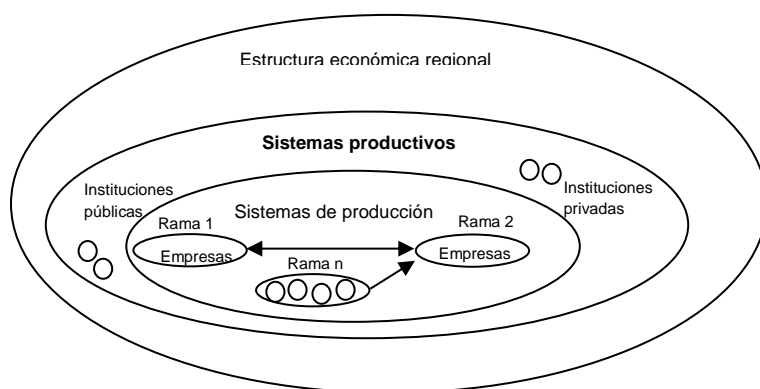 Estructura económica regional
Sistemas productivos
Instituciones
públicas
Instituciones
privadas
Sistemas de producción
Rama 1
Rama 2
Empresas
Empresas
Rama n